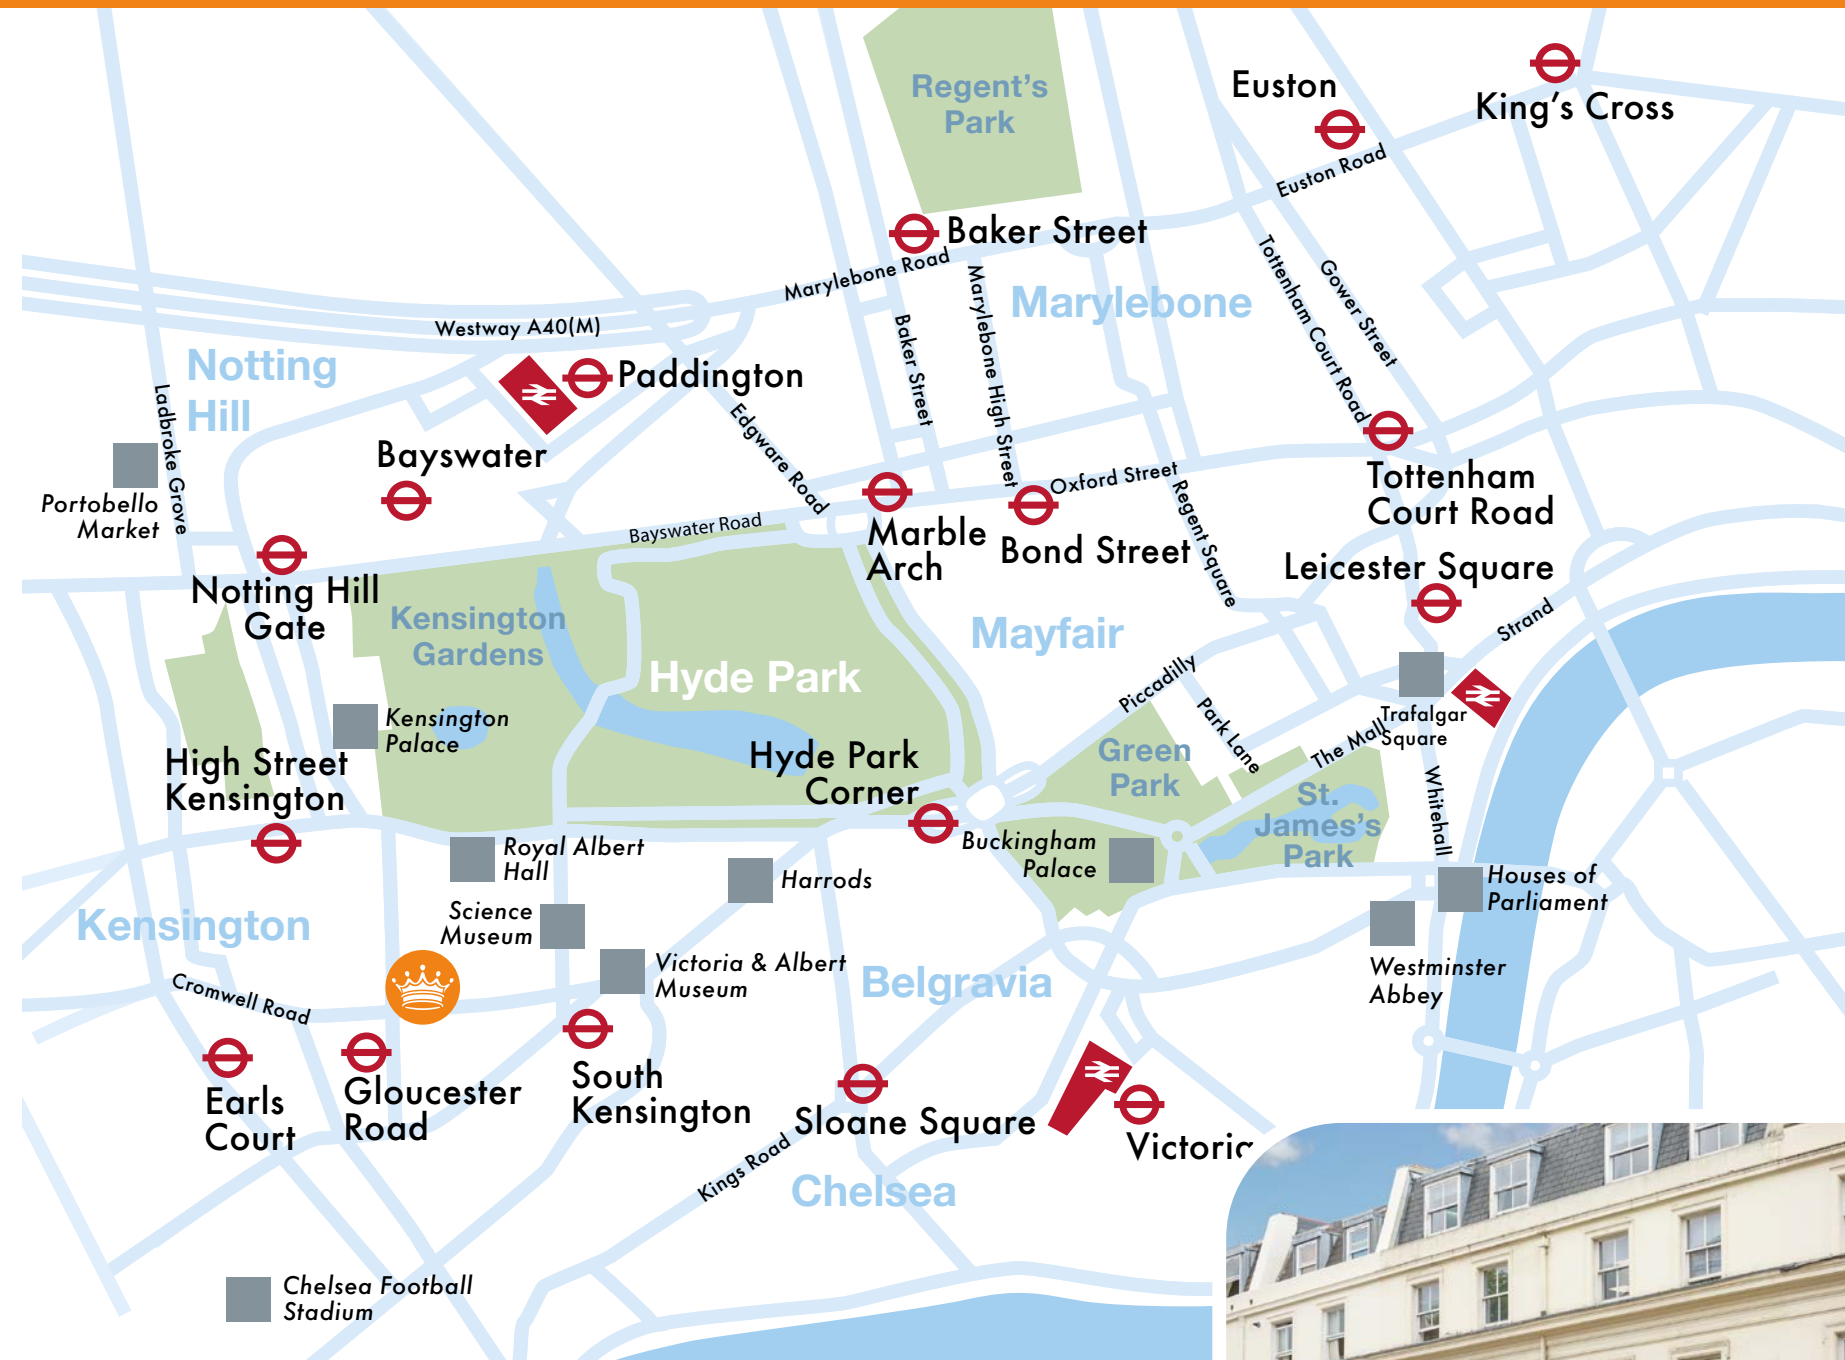 Regent's
Park
Euston
King's Cross
Euston Road
Baker Street
Marylebone Road
Marylebone
Marylebone High Street
Baker Street
Tottenham Court Road
Gower Street
Westway A40(M)
Notting
Hill
Paddington
Ladbroke Grove
Edgware Road
Bayswater
Portobello
Market
Oxford Street
Tottenham
Court Road
Bayswater Road
Marble
Arch
Bond Street
Regent Square
Leicester Square
Notting Hill
Gate
Kensington
Gardens
Hyde Park
Mayfair
Strand
Piccadilly
Park Lane
Trafalgar
Square
The Mall
Kensington
Palace
High Street
Kensington
Hyde Park
Corner
Green
Park
St.
James's
Park
Whitehall
Royal Albert
Hall
Harrods
Buckingham
Palace
Houses of
Parliament
Kensington
Science
Museum
Victoria & Albert
Museum
Belgravia
Westminster
Abbey
Cromwell Road
Earls
Court
Gloucester
Road
South
Kensington
Sloane Square
Victoria
Kings Road
Chelsea
Chelsea Football
Stadium